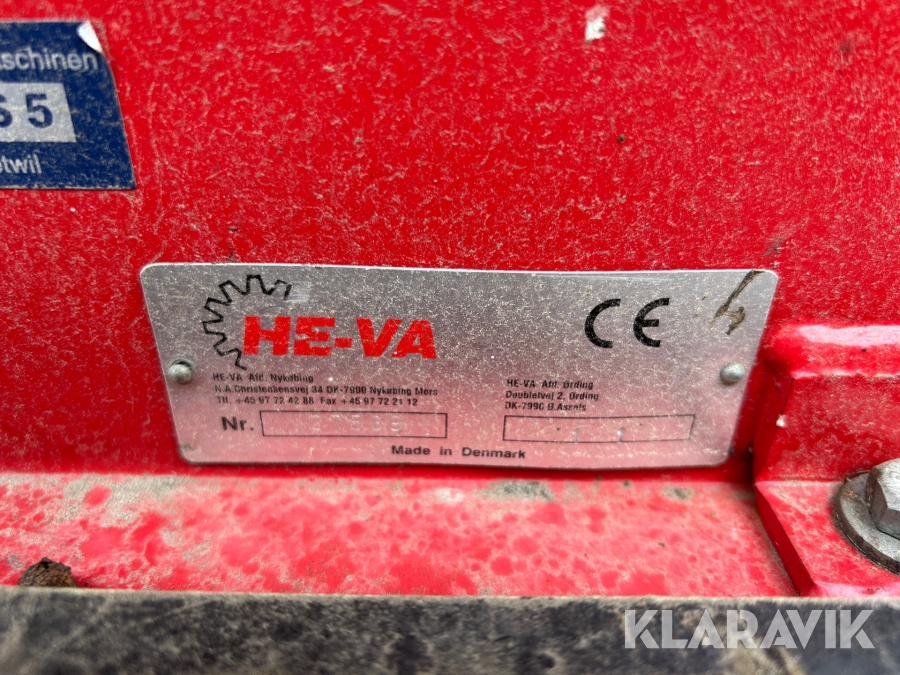 schinen
S 5
twil
HE-VA
CE
HE-VA Afd. Nykøbing
N.A.Christensensvej 34 DK-7900 Nykøbing Mors
Tlf. +45 97 72 42 88 Fax +45 97 72 21 12
HE-VA Afd. Ørding
Doubletvej 2, Ørding
DK-7990 Ø.Assels
Nr.
Made in Denmark
KLARAVIK